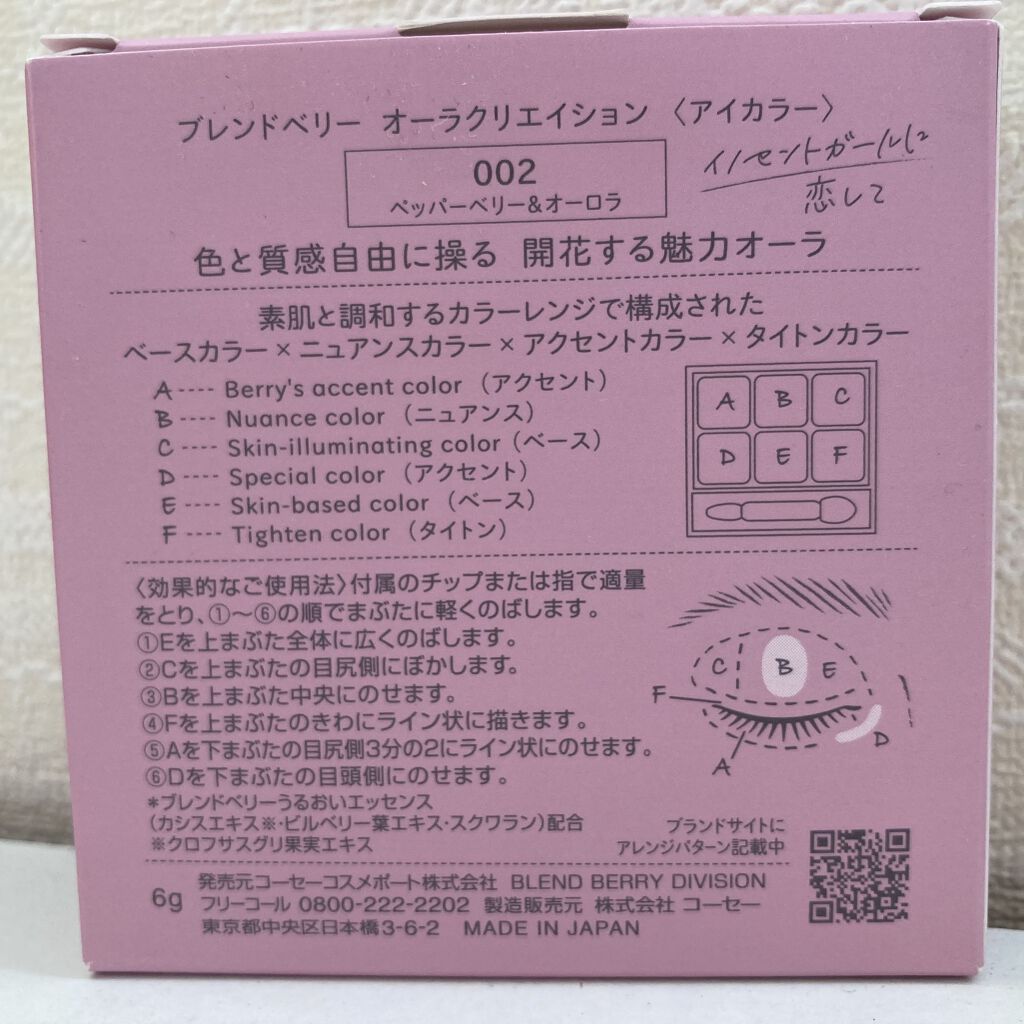 ブレンドベリー オーラクリエイション 〈アイカラー〉
002
ペッパーベリー&オーロラ
イノセントガールに
恋して
色と質感自由に操る 開花する魅力オーラ
素肌と調和するカラーレンジで構成された
ベースカラー×ニュアンスカラー×アクセントカラー×タイトンカラー
A ---- Berry's accent color (アクセント)
B ---- Nuance color (ニュアンス)
C ---- Skin-illuminating color (ベース)
D ---- Special color (アクセント)
E ---- Skin-based color (ベース)
F ---- Tighten color (タイトン)
A B C
D E F
〈効果的なご使用法〉付属のチップまたは指で適量
をとり、①〜⑥の順でまぶたに軽くのばします。
①Eを上まぶた全体に広くのばします。
②Cを上まぶたの目尻側にぼかします。
③Bを上まぶた中央にのせます。
④Fを上まぶたのきわにライン状に描きます。
⑤Aを下まぶたの目尻側3分の2にライン状にのせます。
⑥Dを下まぶたの目頭側にのせます。
C B E
F
D
A
*ブレンドベリーうるおいエッセンス
(カシスエキス※・ビルベリー葉エキス・スクワラン)配合
※クロフサスグリ果実エキス
ブランドサイトに
アレンジパターン記載中
6g
発売元コーセーコスメポート株式会社 BLEND BERRY DIVISION
フリーコール 0800-222-2202 製造販売元 株式会社 コーセー
東京都中央区日本橋3-6-2 MADE IN JAPAN